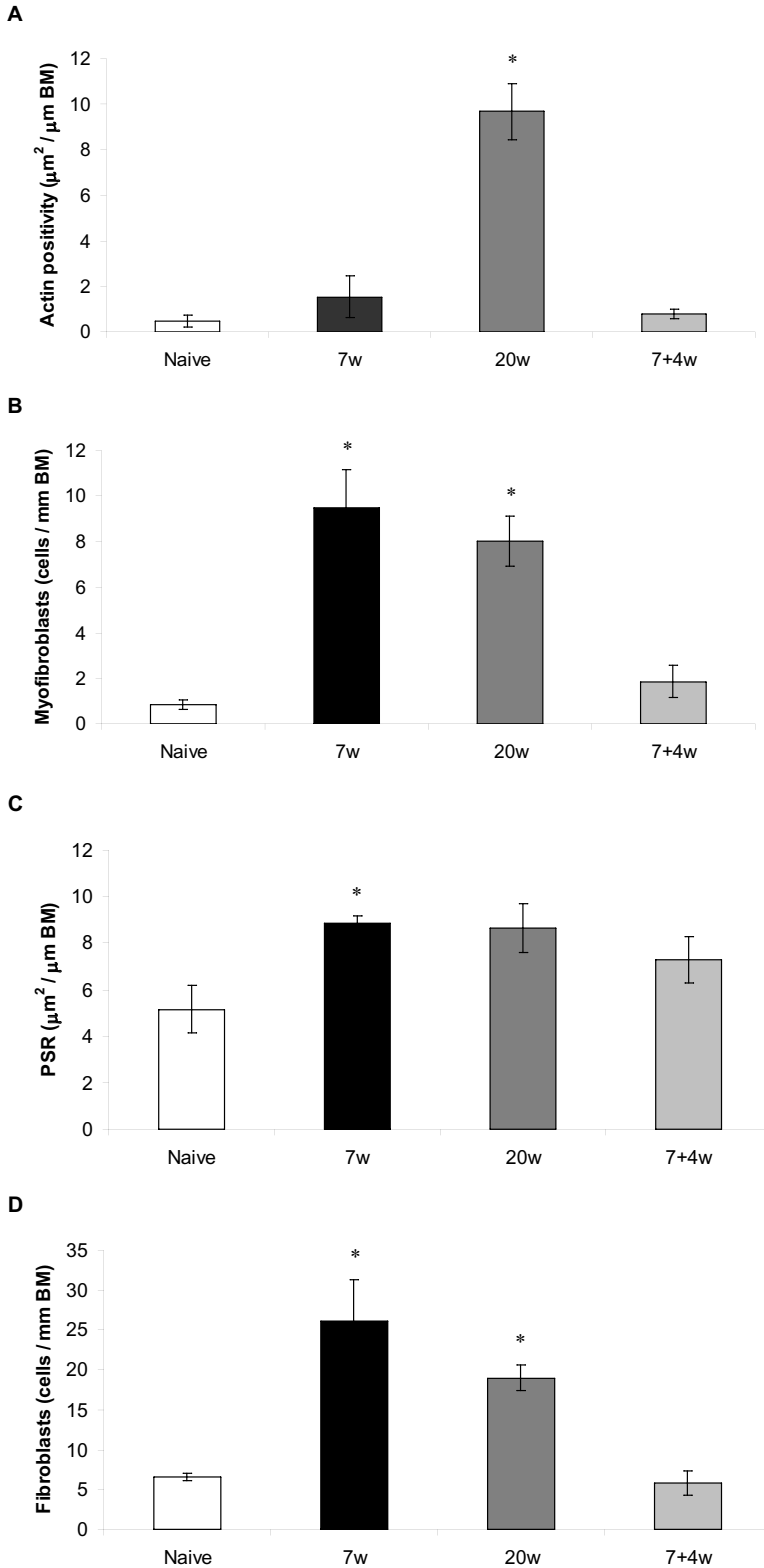 A
Actin positivity (μm² / μm BM)
12
10
8
6
4
2
0
*
Naive 7w 20w 7+4w
B
Myofibroblasts (cells / mm BM)
12
10
8
6
4
2
0
* *
Naive 7w 20w 7+4w
C
PSR (μm² / μm BM)
12
10
8
6
4
2
0
*
Naive 7w 20w 7+4w
D
Fibroblasts (cells / mm BM)
35
30
25
20
15
10
5
0
* *
Naive 7w 20w 7+4w